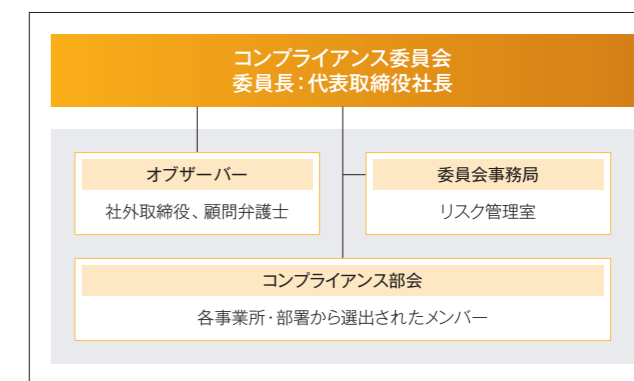 コンプライアンス委員会
委員長：代表取締役社長
オブザーバー
社外取締役、顧問弁護士
委員会事務局
リスク管理室
コンプライアンス部会
各事業所・部署から選出されたメンバー